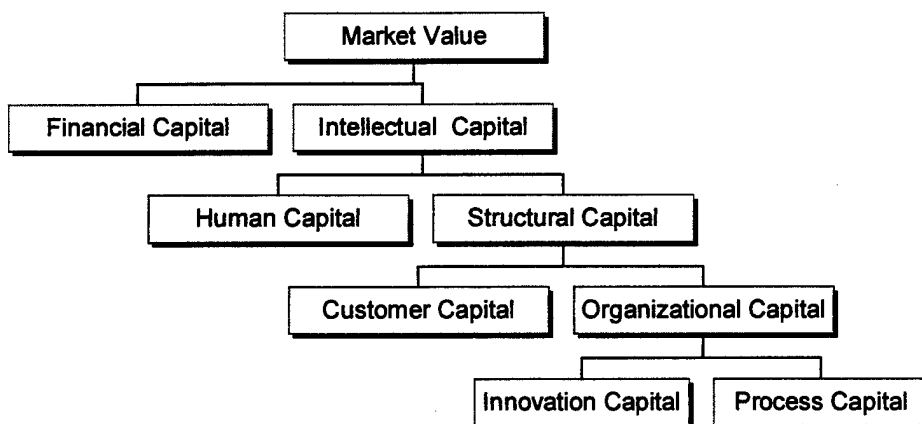 Market Value
Financial Capital
Intellectual Capital
Human Capital
Structural Capital
Customer Capital
Organizational Capital
Innovation Capital
Process Capital